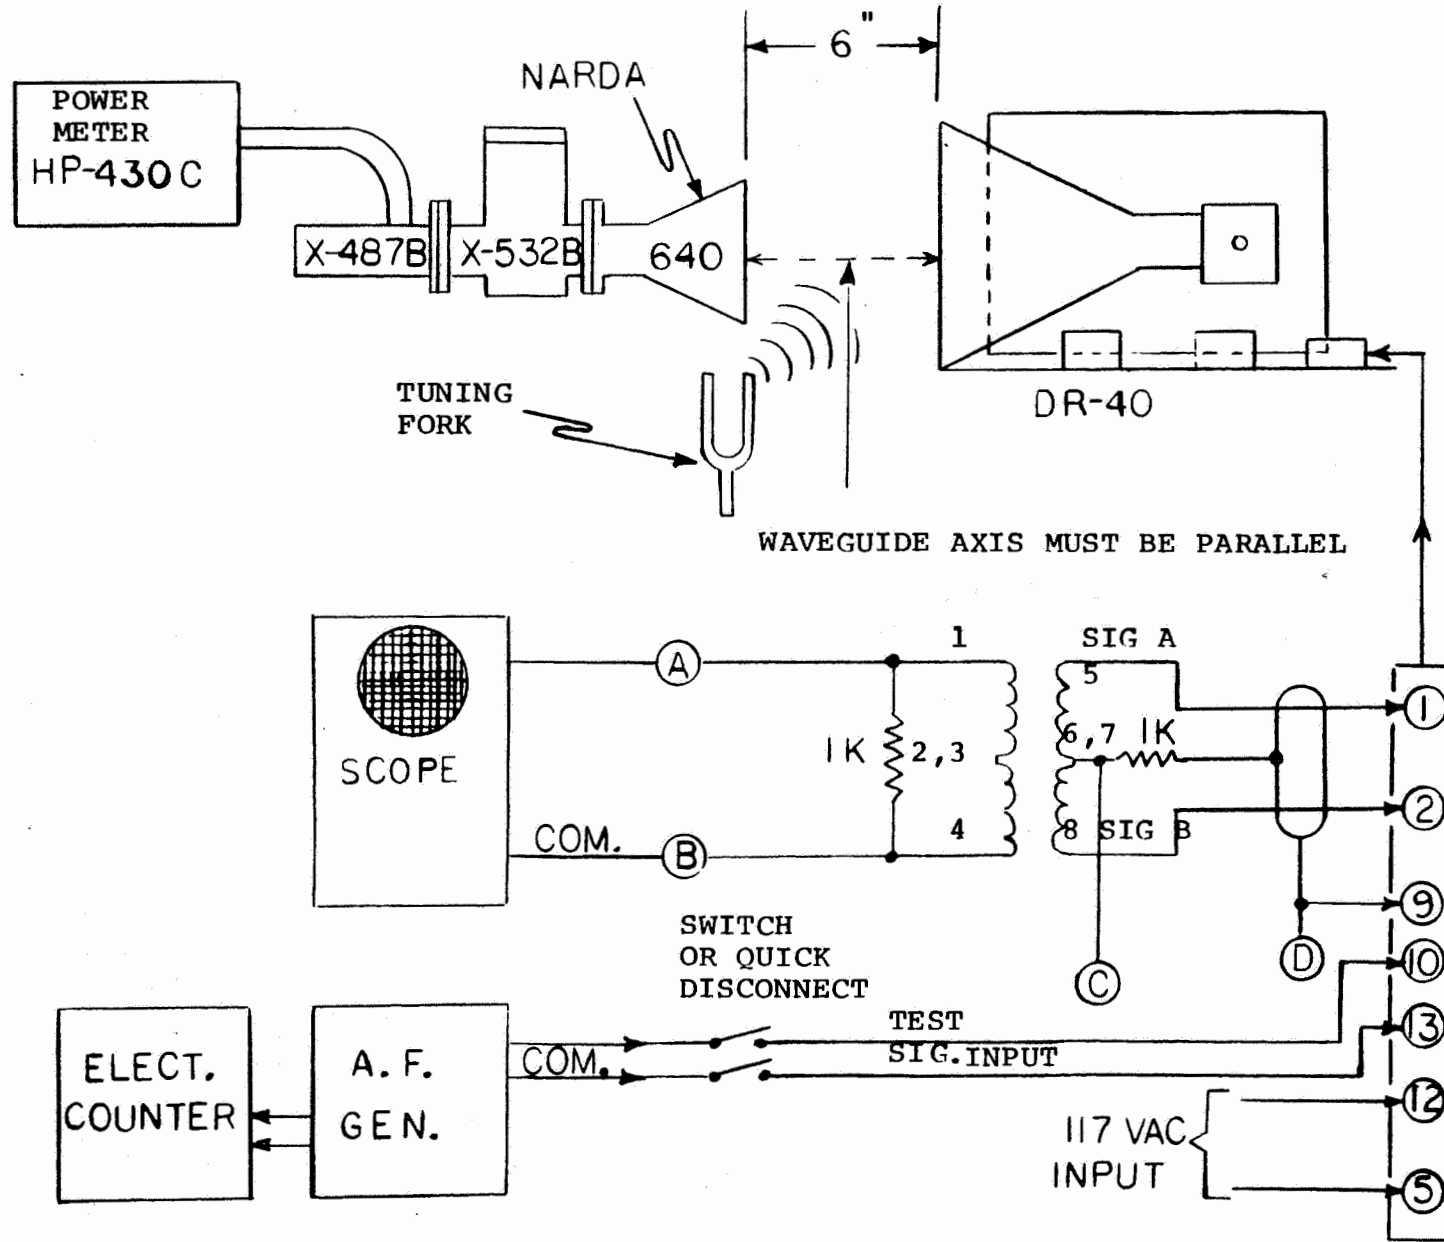 6"
NARDA
POWER
METER
HP-430C
X-487B
X-532B
640
TUNING
FORK
DR-40
WAVEGUIDE AXIS MUST BE PARALLEL
SCOPE
A
COM.
B
1K
1
2,3
4
SIG A
5
6,7
1K
8 SIG B
C
D
1
2
9
10
13
12
5
SWITCH
OR QUICK
DISCONNECT
TEST
SIG.INPUT
COM.
ELECT.
COUNTER
A.F.
GEN.
117 VAC
INPUT